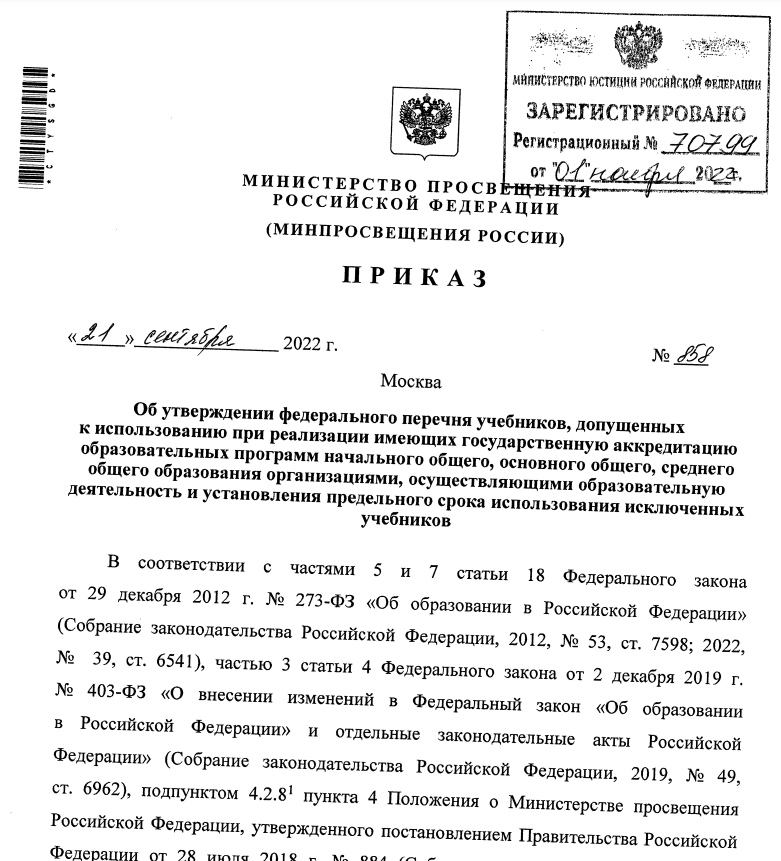 МИНИСТЕРСТВО ЮСТИЦИИ РОССИЙСКОЙ ФЕДЕРАЦИИ
ЗАРЕГИСТРИРОВАНО
Регистрационный № 70799
от "01" ноября 2022г.
*CTYSGD*
МИНИСТЕРСТВО ПРОСВЕЩЕНИЯ
РОССИЙСКОЙ ФЕДЕРАЦИИ
(МИНПРОСВЕЩЕНИЯ РОССИИ)
ПРИКАЗ
«21» сентября 2022 г.
№ 858
Москва
Об утверждении федерального перечня учебников, допущенных
к использованию при реализации имеющих государственную аккредитацию
образовательных программ начального общего, основного общего, среднего
общего образования организациями, осуществляющими образовательную
деятельность и установления предельного срока использования исключенных
учебников
В соответствии с частями 5 и 7 статьи 18 Федерального закона
от 29 декабря 2012 г. № 273-ФЗ «Об образовании в Российской Федерации»
(Собрание законодательства Российской Федерации, 2012, № 53, ст. 7598; 2022,
№ 39, ст. 6541), частью 3 статьи 4 Федерального закона от 2 декабря 2019 г.
№ 403-ФЗ «О внесении изменений в Федеральный закон «Об образовании
в Российской Федерации» и отдельные законодательные акты Российской
Федерации» (Собрание законодательства Российской Федерации, 2019, № 49,
ст. 6962), подпунктом 4.2.8¹ пункта 4 Положения о Министерстве просвещения
Российской Федерации, утвержденного постановлением Правительства Российской
Федерации от 28 июля 2018 г. № 884